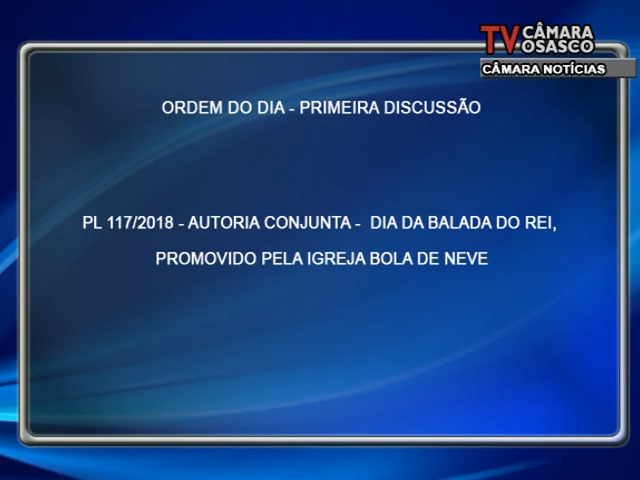 TV CÂMARA
OSASCO
CÂMARA NOTÍCIAS
ORDEM DO DIA - PRIMEIRA DISCUSSÃO
PL 117/2018 - AUTORIA CONJUNTA - DIA DA BALADA DO REI,
PROMOVIDO PELA IGREJA BOLA DE NEVE